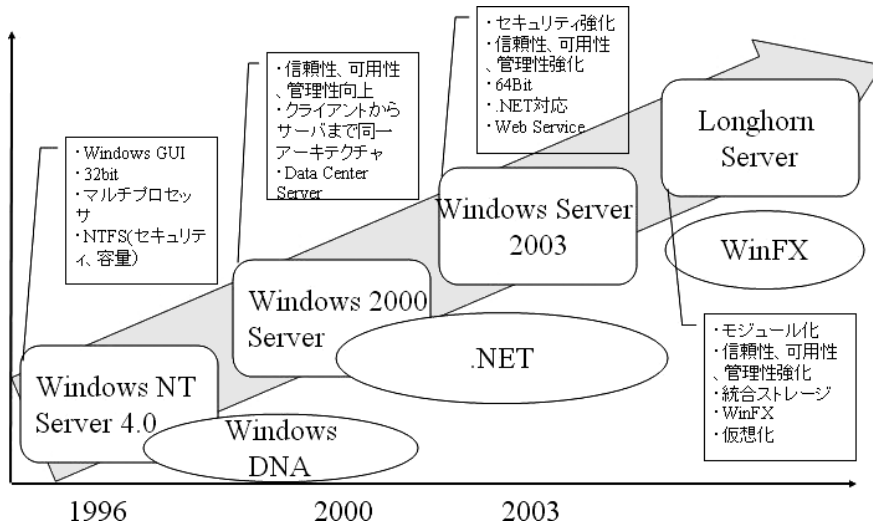 ・セキュリティ強化
・信頼性、可用性
、管理性強化
・64Bit
・.NET対応
・Web Service
・信頼性、可用性
、管理性向上
・クライアントから
サーバまで同一
アーキテクチャ
・Data Center
Server
・Windows GUI
・32bit
・マルチプロセッ
サ
・NTFS(セキュリテ
ィ、容量)
Longhorn
Server
Windows Server
2003
WinFX
Windows 2000
Server
.NET
・モジュール化
・信頼性、可用性
、管理性強化
・統合ストレージ
・WinFX
・仮想化
Windows NT
Server 4.0
Windows
DNA
1996
2000
2003